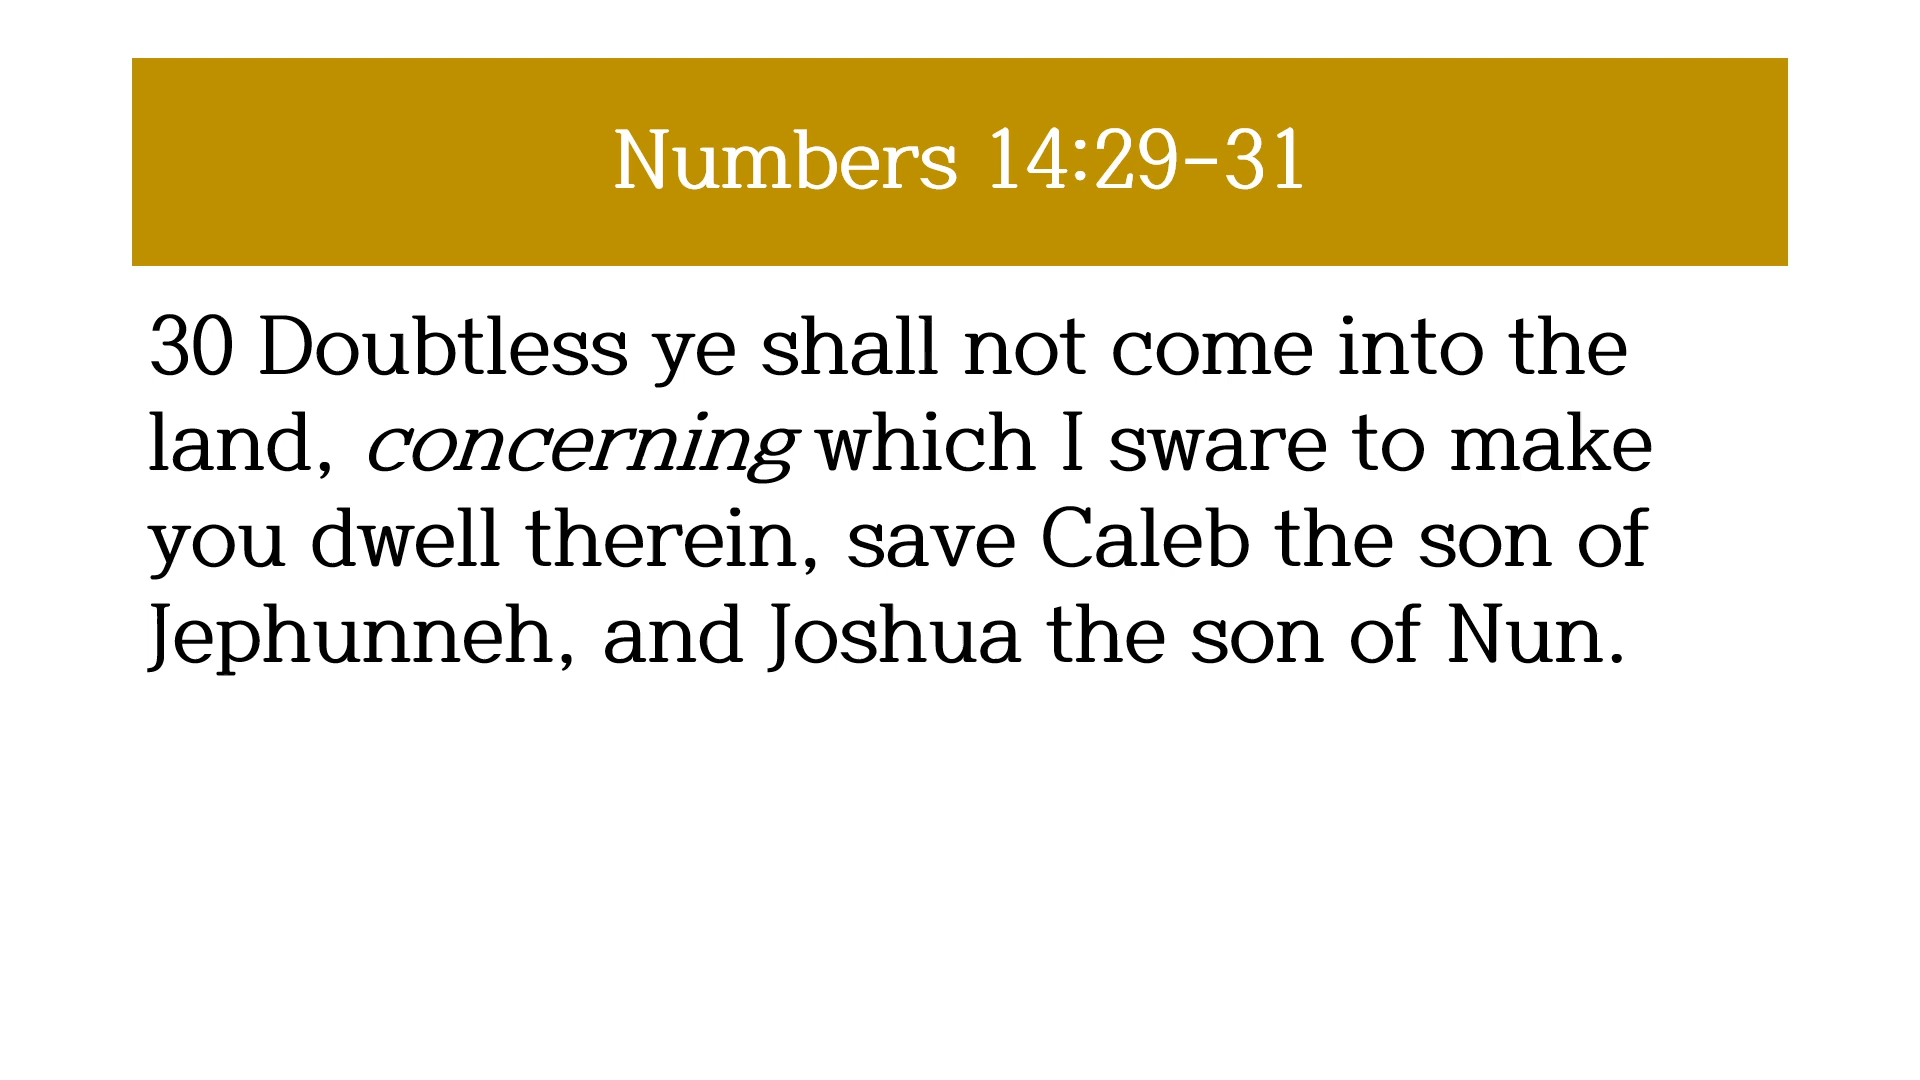 Numbers 14:29-31
30 Doubtless ye shall not come into the
land, concerning which I sware to make
you dwell therein, save Caleb the son of
Jephunneh, and Joshua the son of Nun.